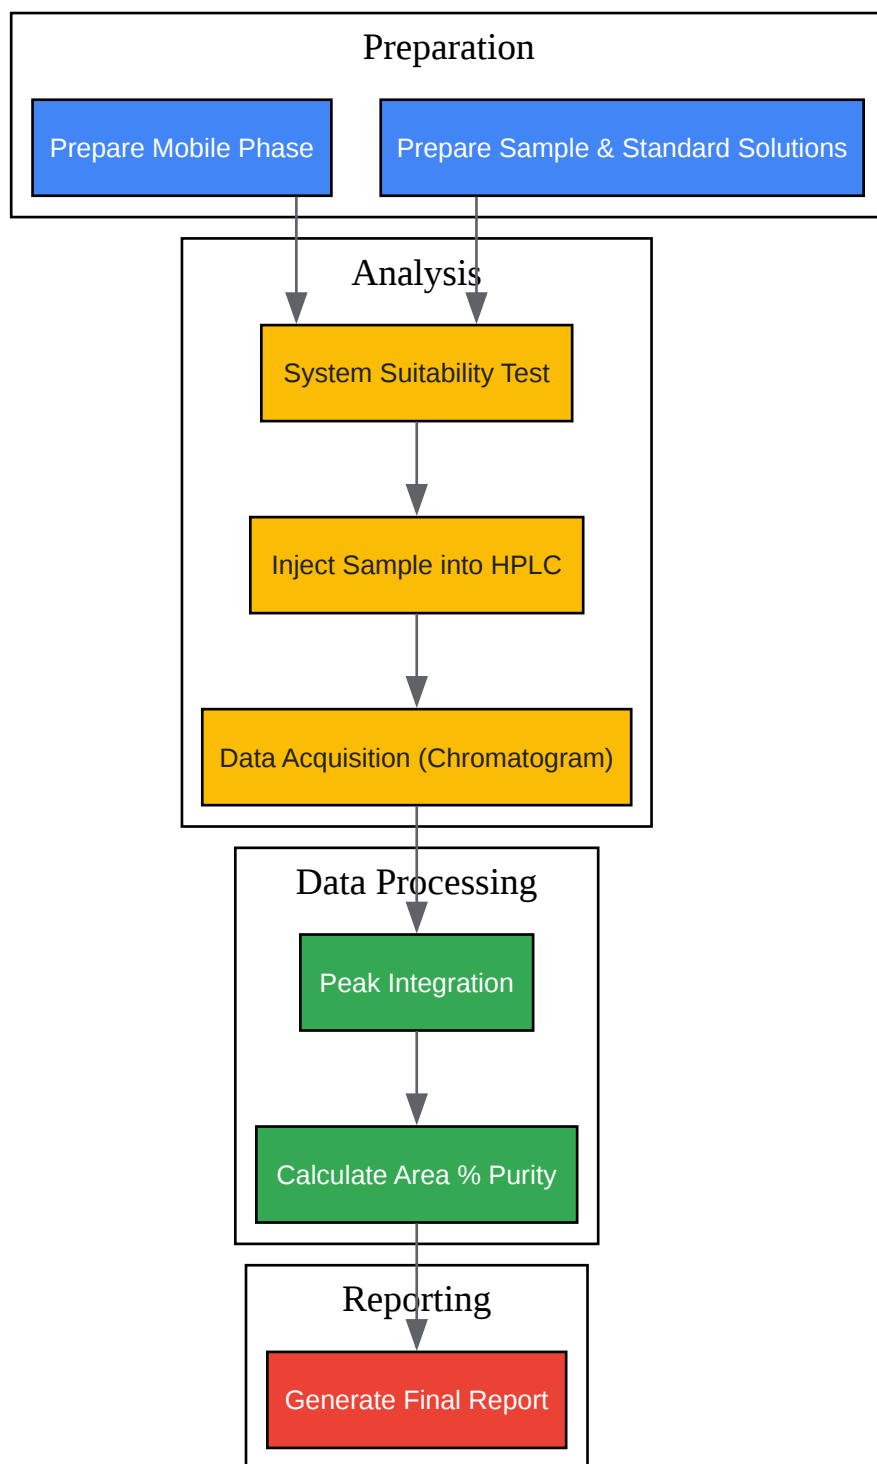 Preparation
Prepare Mobile Phase
Prepare Sample & Standard Solutions
Analysis
System Suitability Test
Inject Sample into HPLC
Data Acquisition (Chromatogram)
Data Processing
Peak Integration
Calculate Area % Purity
Reporting
Generate Final Report